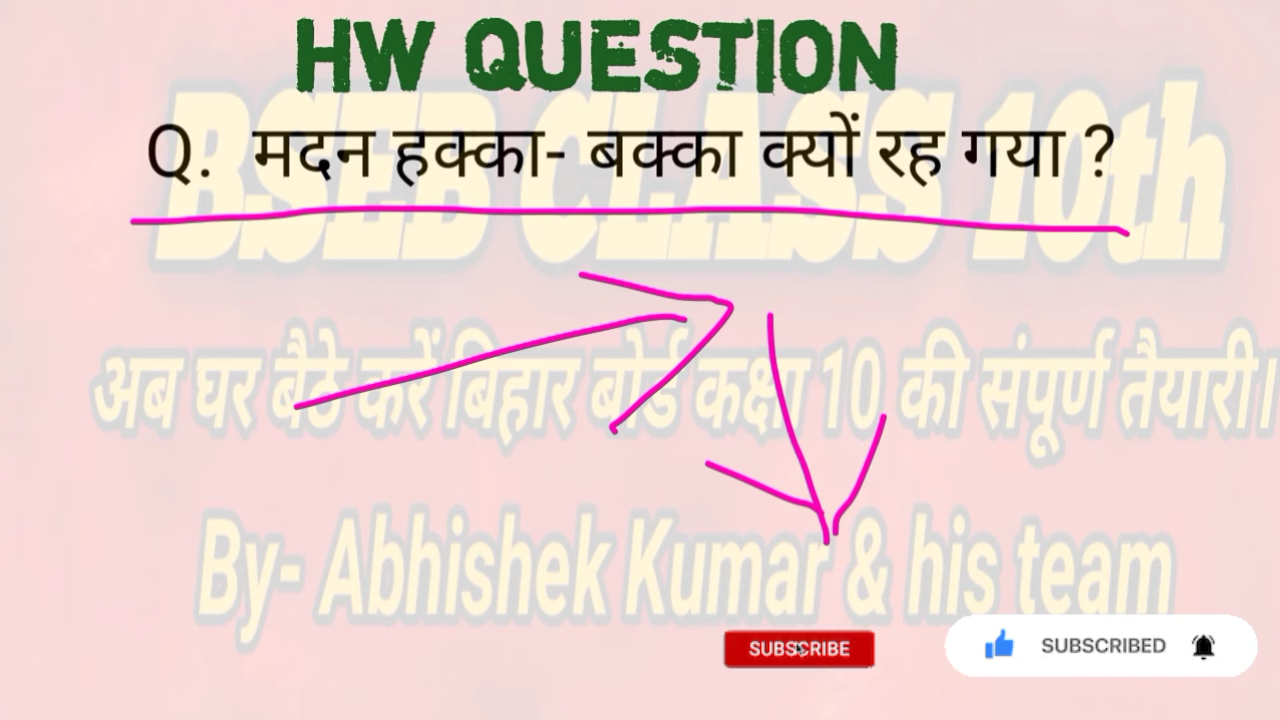 HW QUESTION
BSEB CLASS 10th
Q. मदन हक्का- बक्का क्यों रह गया ?
अब घर बैठे करें बिहार बोर्ड कक्षा 10 की संपूर्ण तैयारी।
By- Abhishek Kumar & his team
SUBSCRIBE
SUBSCRIBED